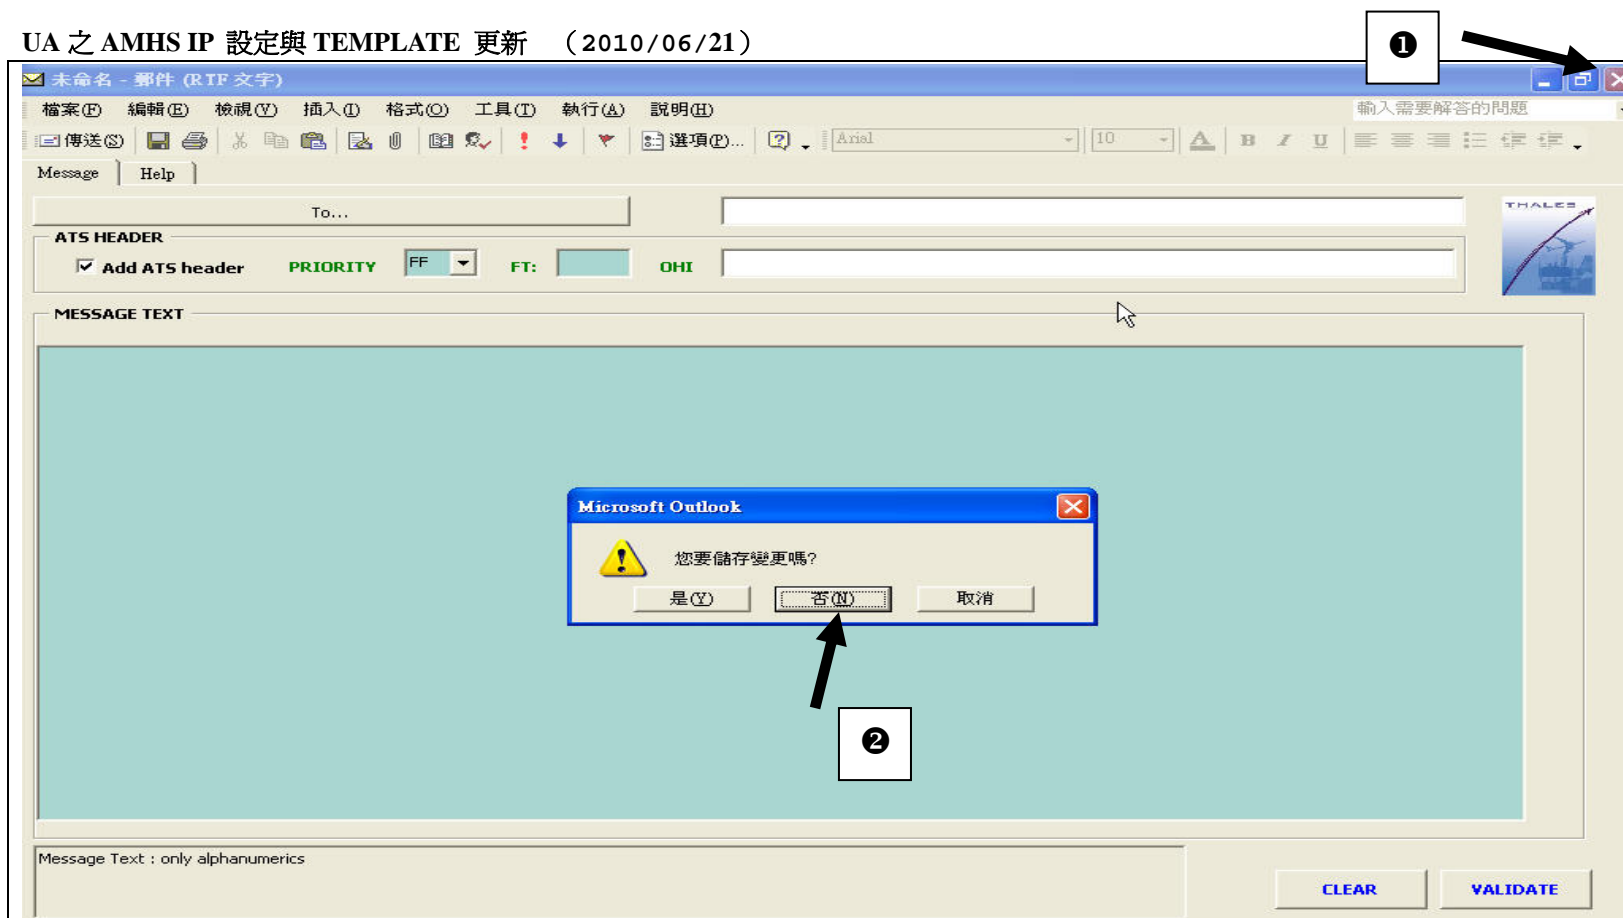 UA 之 AMHS IP 設定與 TEMPLATE 更新 （2010/06/21）
❶
未命名 - 郵件 (RTF 文字)
檔案(F) 編輯(E) 檢視(V) 插入(I) 格式(O) 工具(T) 執行(A) 說明(H) 輸入需要解答的問題
傳送(S) 選項(P)... Arial 10 A B I U
Message Help
To...
THALES
ATS HEADER
Add ATS header PRIORITY FF FT: OHI
MESSAGE TEXT
Microsoft Outlook
您要儲存變更嗎?
是(Y) 否(N) 取消
❷
Message Text : only alphanumerics
CLEAR VALIDATE